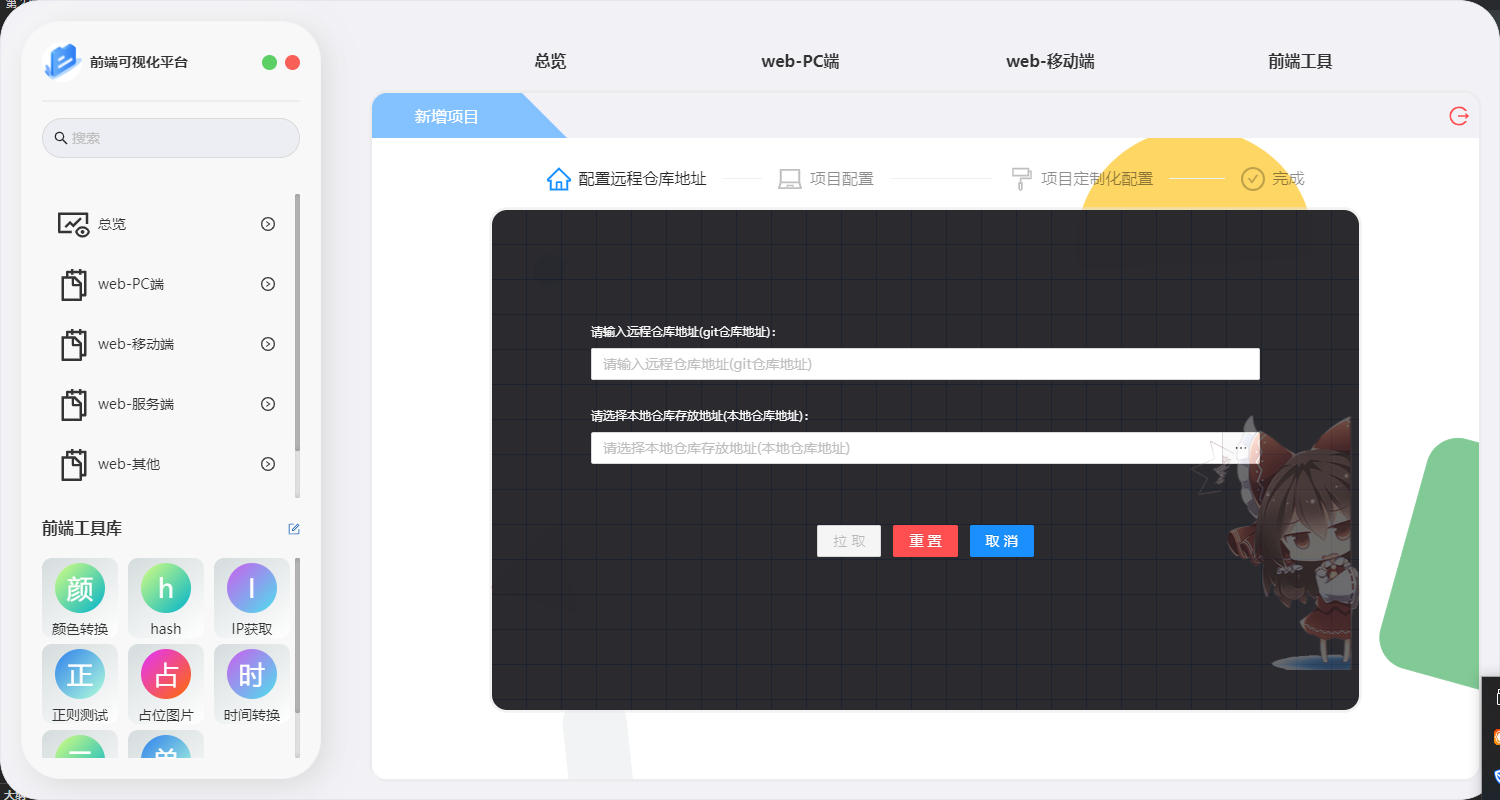 前端可视化平台
搜索
总览
web-PC端
web-移动端
web-服务端
web-其他
前端工具库
颜
h
I
颜色转换
hash
IP获取
正
占
时
正则测试
占位图片
时间转换
总览
web-PC端
web-移动端
前端工具
新增项目
配置远程仓库地址
项目配置
项目定制化配置
完成
请输入远程仓库地址(git仓库地址)：
请输入远程仓库地址(git仓库地址)
请选择本地仓库存放地址(本地仓库地址)：
请选择本地仓库存放地址(本地仓库地址)
...
拉 取
重 置
取 消